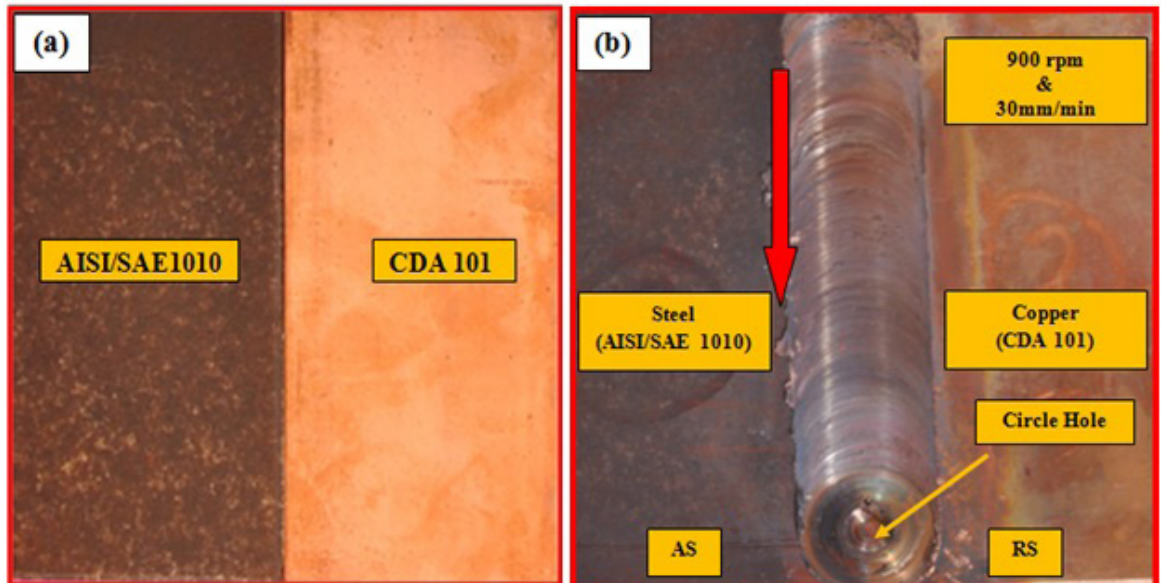 (a)
AISI/SAE1010
CDA 101
(b)
900 rpm
&
30mm/min
Steel
(AISI/SAE 1010)
Copper
(CDA 101)
Circle Hole
AS
RS